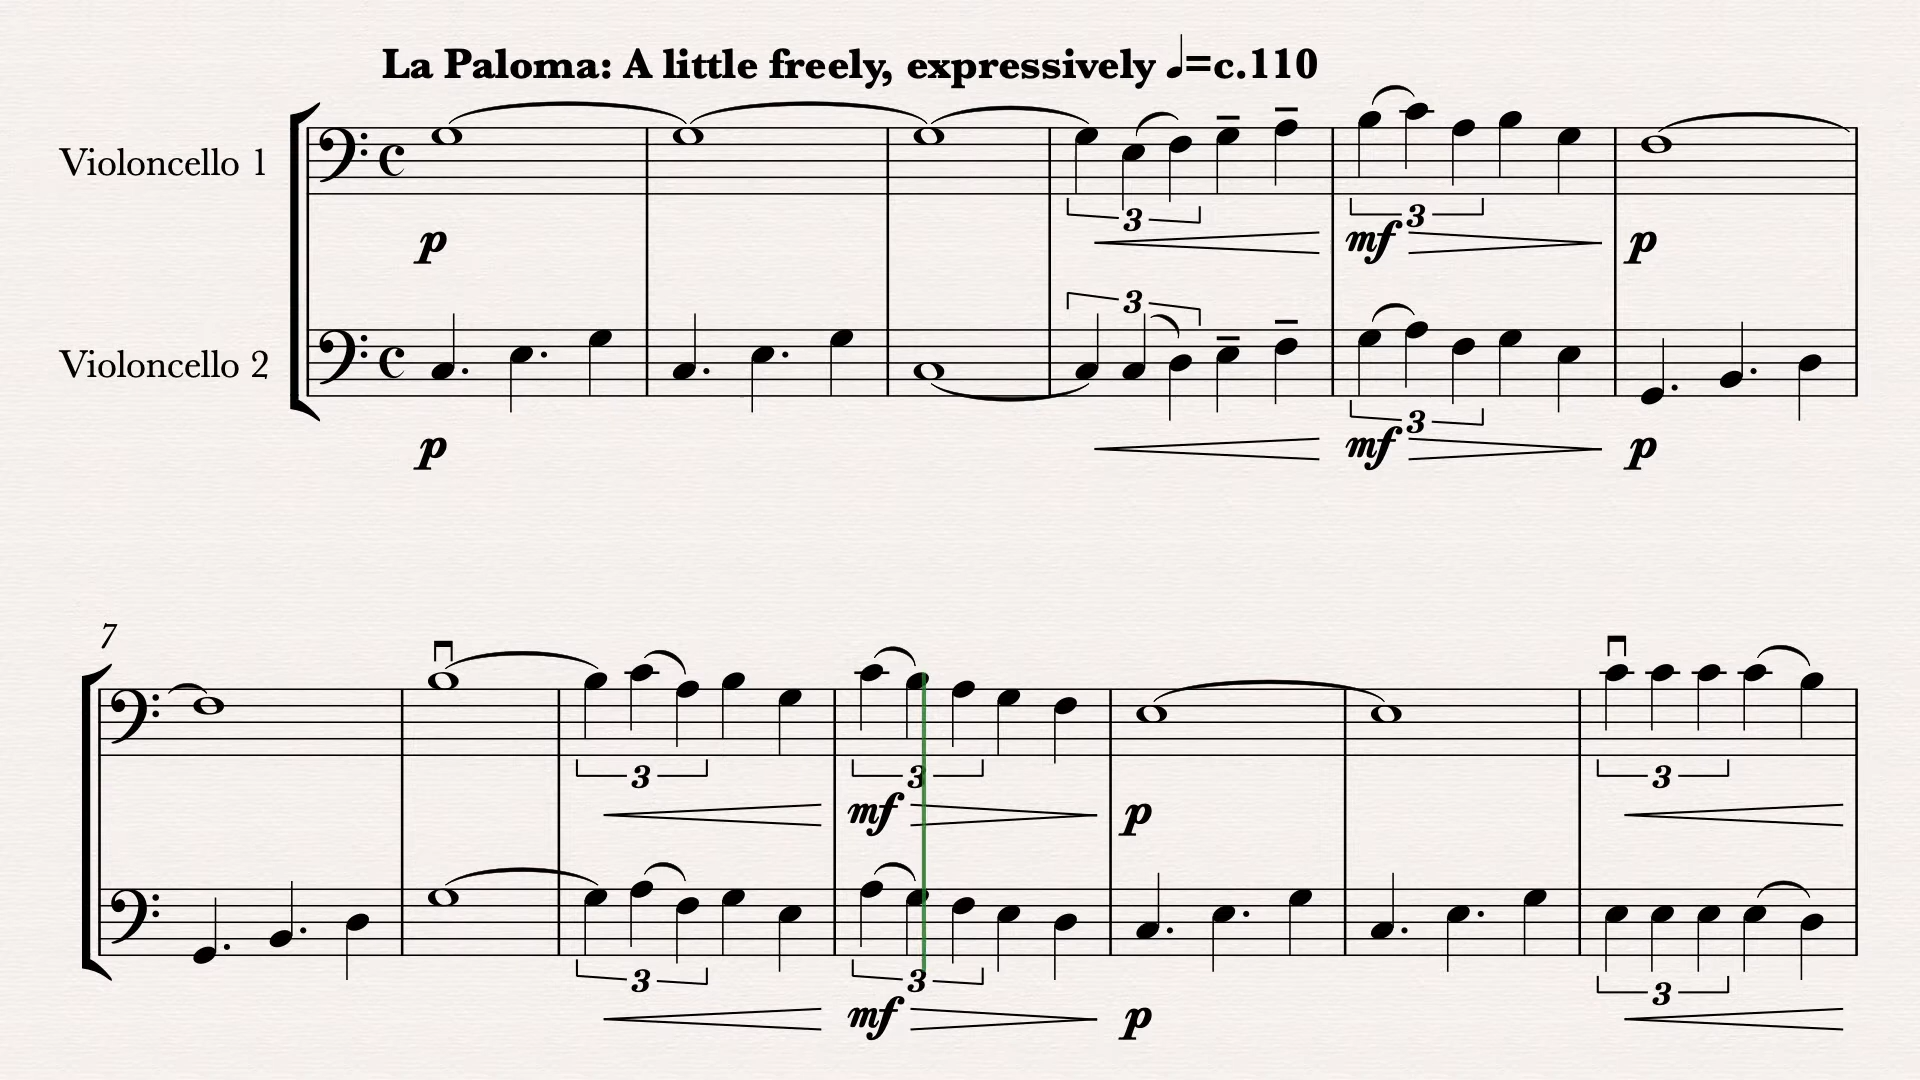 La Paloma: A little freely, expressively ♩=c.110
Violoncello 1
3 3
p mf p
3
Violoncello 2
3
p mf p
7
3 3 3
mf p
3 3 3
mf p